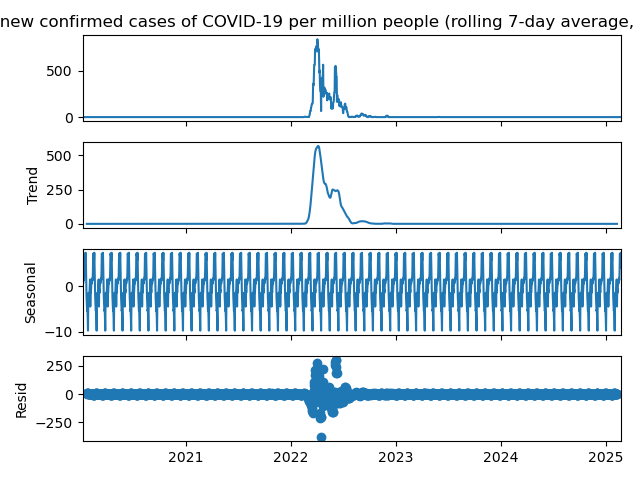 new confirmed cases of COVID-19 per million people (rolling 7-day average,
500
0
Trend
500
250
0
Seasonal
0
−10
Resid
250
0
−250
2021 2022 2023 2024 2025